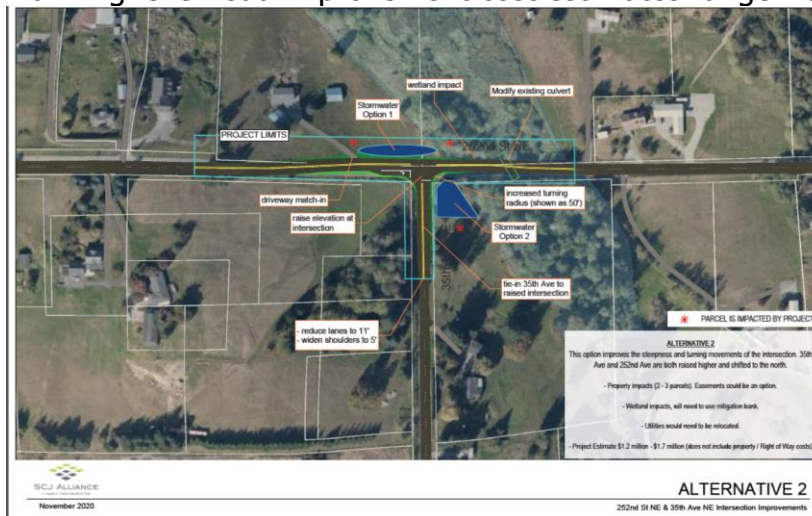 wetland impact
Modify existing culvert
Stormwater
Option 1
PROJECT LIMITS
252nd St NE
driveway match-in
increased turning
radius (shown as 50')
raise elevation at
intersection
Stormwater
Option 2
35th
tie-in 35th Ave to
raised intersection
- reduce lanes to 11'
- widen shoulders to 5'
PARCEL IS IMPACTED BY PROJECT
ALTERNATIVE 2
This option improves the steepness and turning movements of the intersection. 35th
Ave and 252nd Ave are both raised higher and shifted to the north.
- Property impacts (2 - 3 parcels). Easements could be an option.
- Wetland impacts, will need to use mitigation bank.
- Utilities would need to be relocated.
- Project Estimate $1.2 million - $1.7 million (does not include property / Right of Way costs)
SCJ ALLIANCE
November 2020
ALTERNATIVE 2
252nd St NE & 35th Ave NE Intersection Improvements